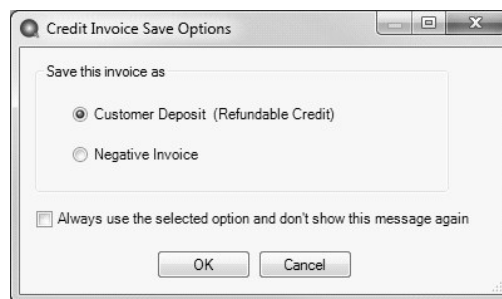 Credit Invoice Save Options
Save this invoice as
Customer Deposit (Refundable Credit)
Negative Invoice
Always use the selected option and don't show this message again
OK Cancel